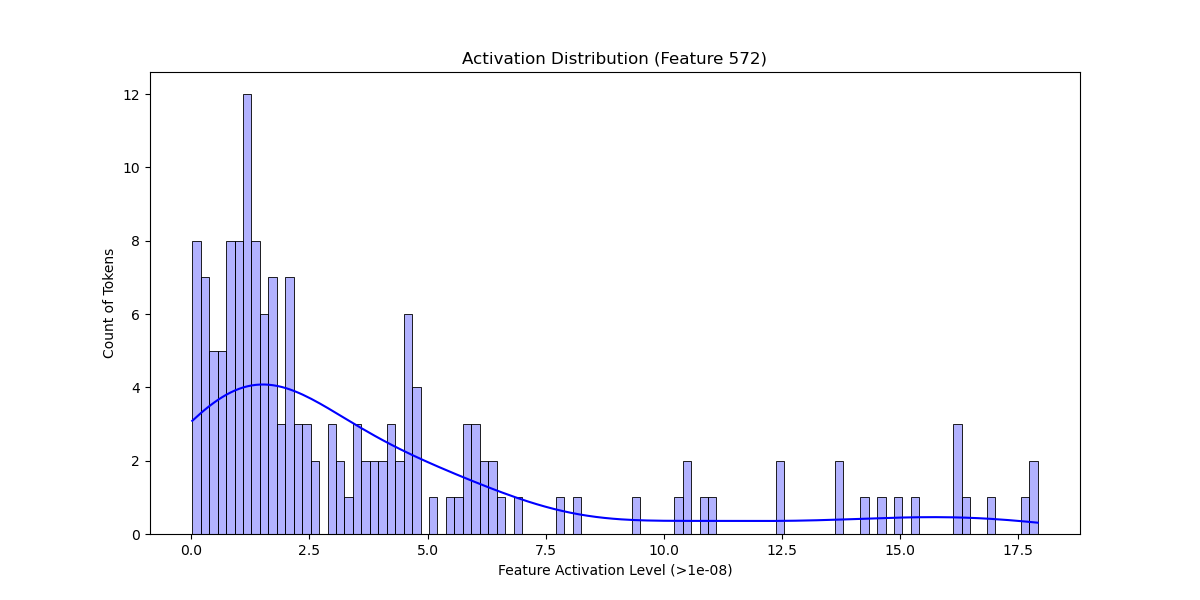 Activation Distribution (Feature 572)
12
10
8
6
4
2
0
Count of Tokens
0.0 2.5 5.0 7.5 10.0 12.5 15.0 17.5
Feature Activation Level (>1e-08)